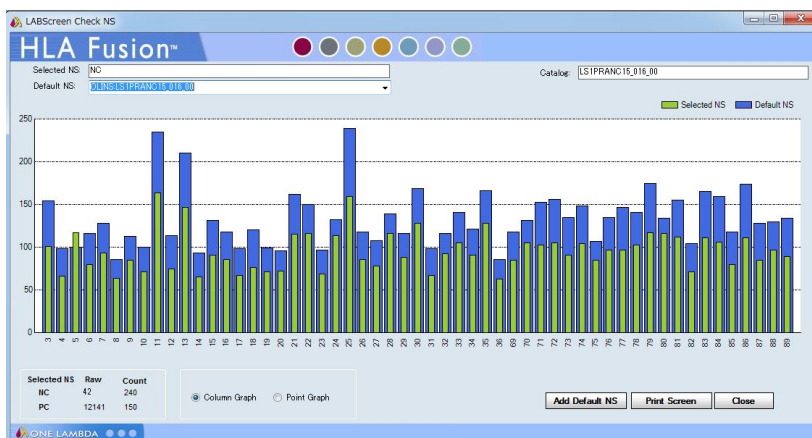 LABScreen Check NS
HLA Fusion™
Selected NS: NC
Catalog: LS1PRANC15_016_00
Default NS: OLINS:LS1PRANC15_016_00
Selected NS Default NS
250
200
150
100
50
0
3 4 5 6 7 8 9 10 11 12 13 14 15 16 17 18 19 20 21 22 23 24 25 26 27 28 29 30 31 32 33 34 35 36 69 70 71 72 73 74 75 76 77 78 79 80 81 82 83 84 85 86 87 88 89
Selected NS Raw Count
NC 42 240
PC 12141 150
Column Graph Point Graph
Add Default NS Print Screen Close
ONE LAMBDA